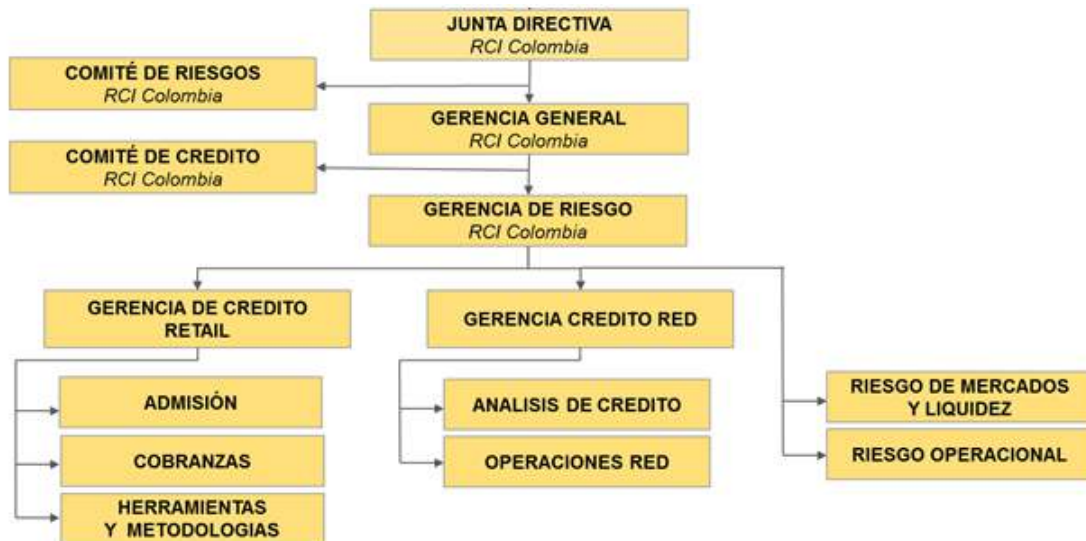 JUNTA DIRECTIVA
RCI Colombia
COMITÉ DE RIESGOS
RCI Colombia
GERENCIA GENERAL
RCI Colombia
COMITÉ DE CREDITO
RCI Colombia
GERENCIA DE RIESGO
RCI Colombia
GERENCIA DE CREDITO
RETAIL
GERENCIA CREDITO RED
ADMISIÓN
COBRANZAS
HERRAMIENTAS
Y METODOLOGIAS
ANALISIS DE CREDITO
OPERACIONES RED
RIESGO DE MERCADOS
Y LIQUIDEZ
RIESGO OPERACIONAL